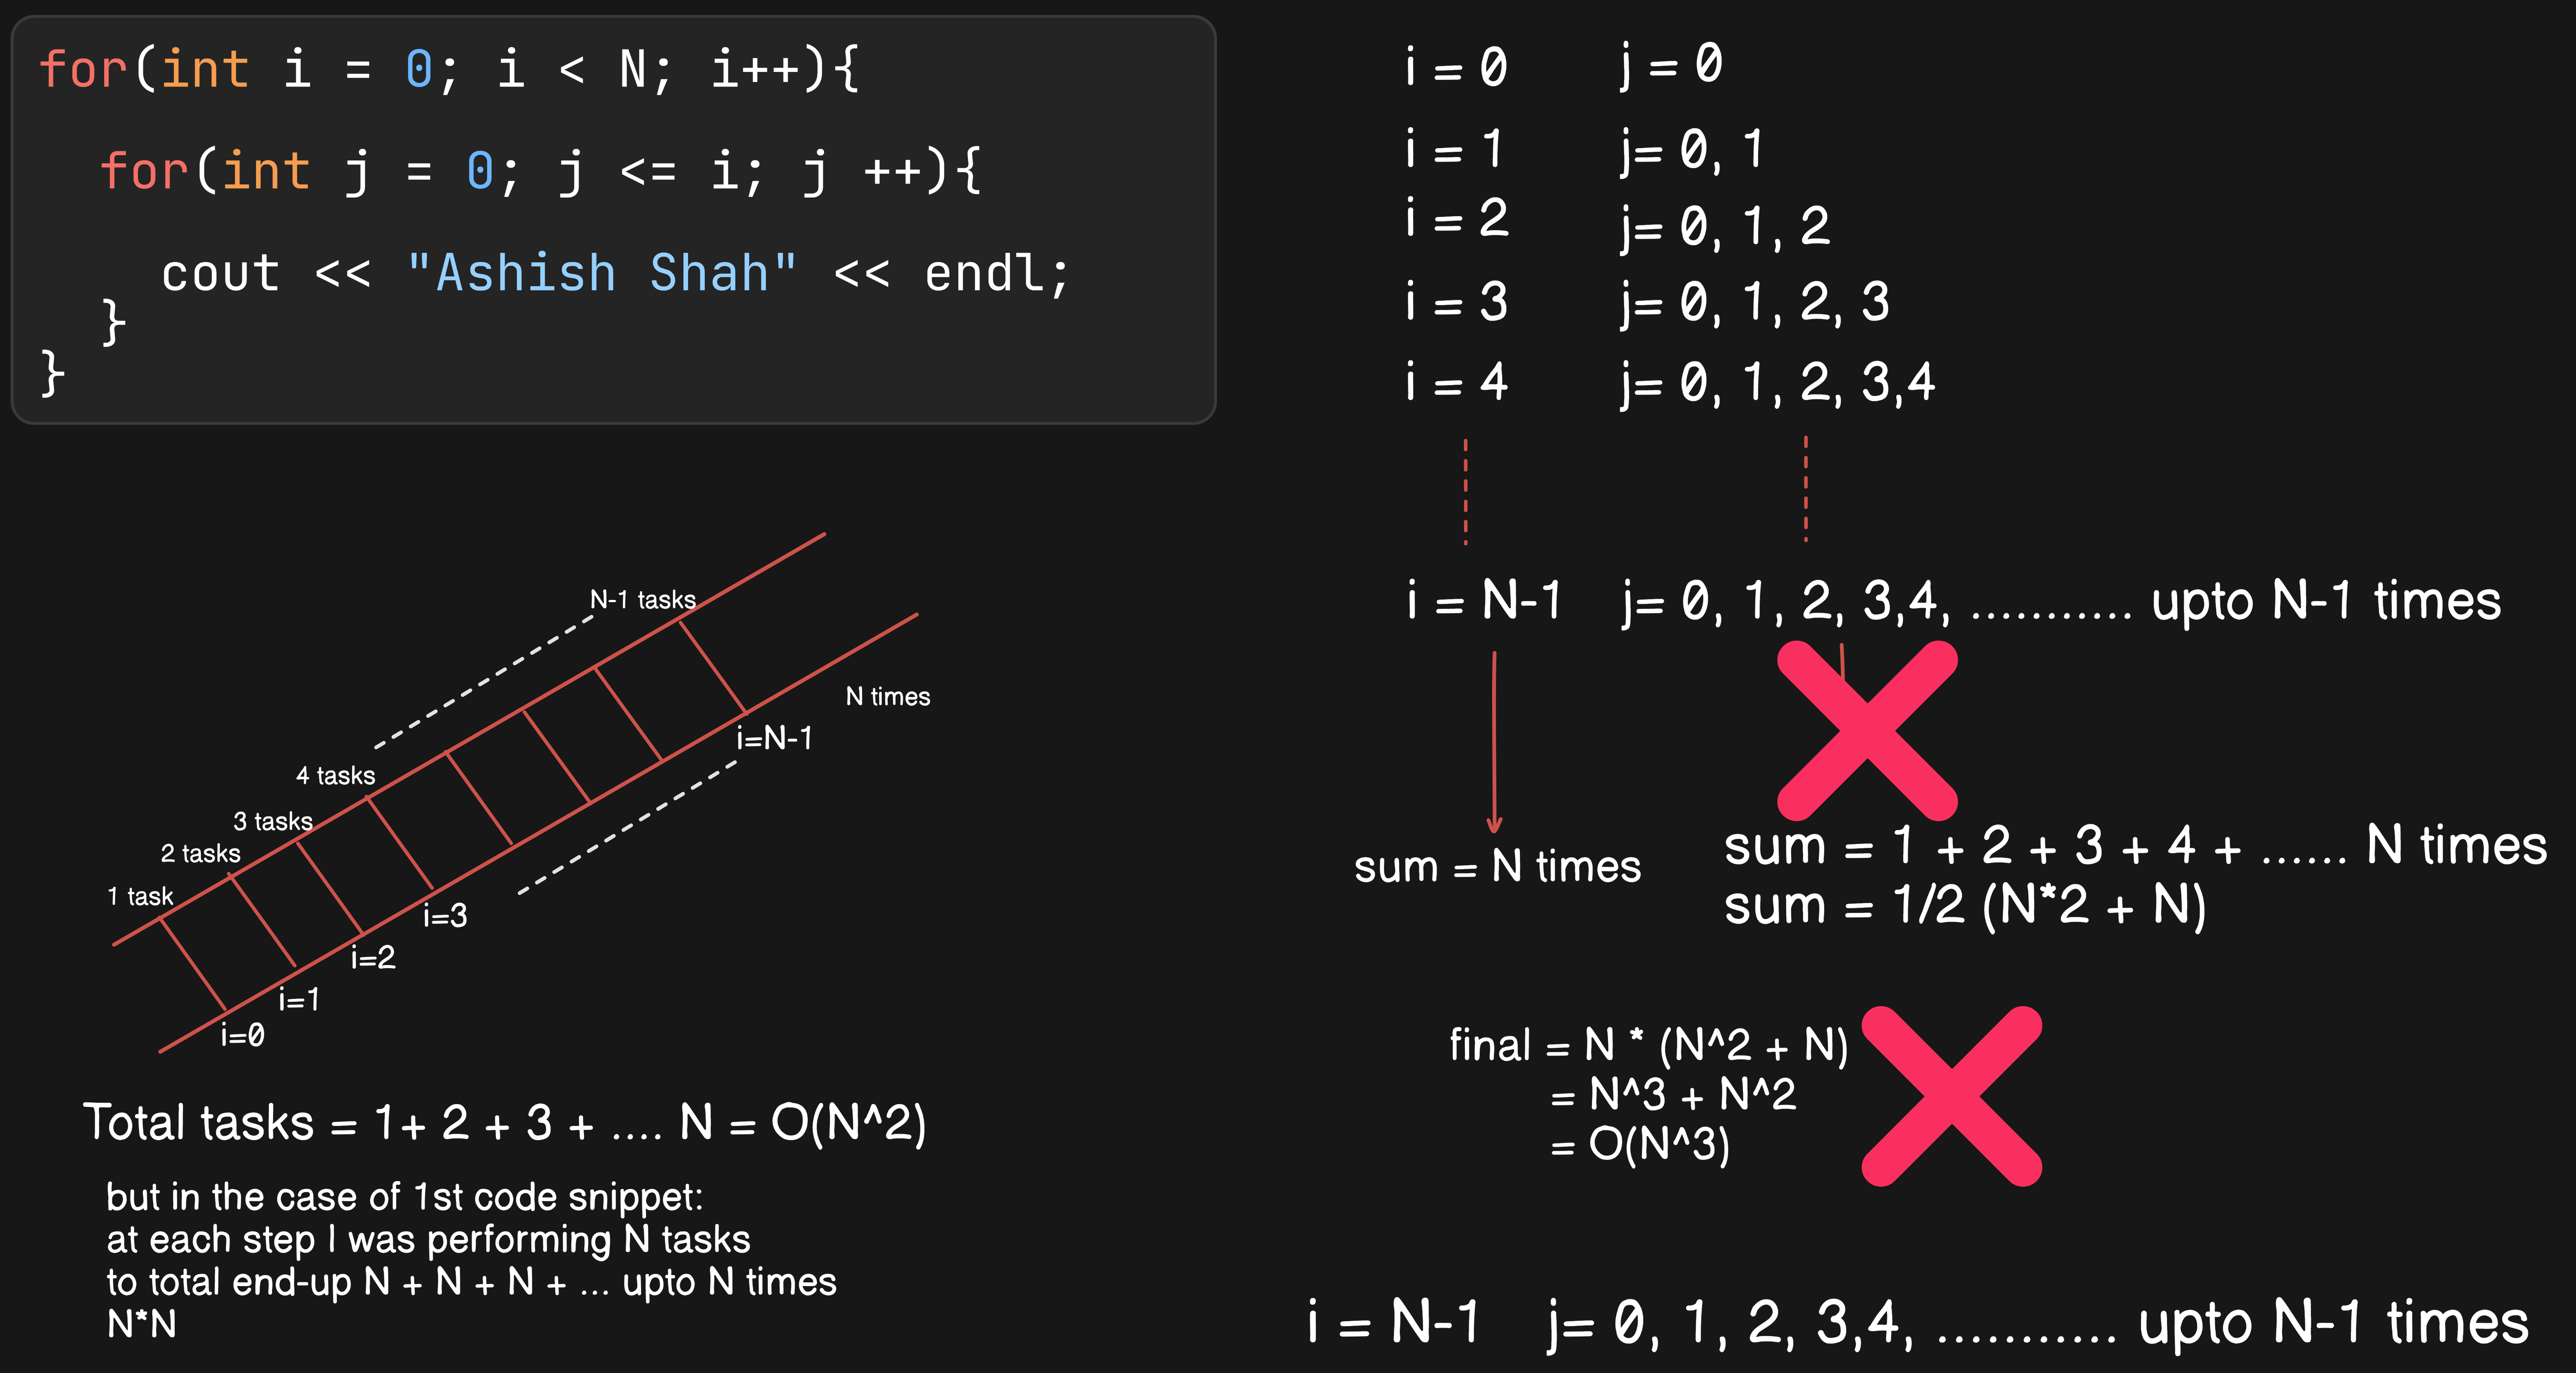 for(int i = 0; i < N; i++){
for(int j = 0; j <= i; j ++){
cout << "Ashish Shah" << endl;
}
}
i = 0 j = 0
i = 1 j= 0, 1
i = 2 j= 0, 1, 2
i = 3 j= 0, 1, 2, 3
i = 4 j= 0, 1, 2, 3,4
i = N-1 j= 0, 1, 2, 3,4, ........... upto N-1 times
sum = N times
sum = 1 + 2 + 3 + 4 + ...... N times
sum = 1/2 (N*2 + N)
final = N * (N^2 + N)
= N^3 + N^2
= O(N^3)
i = N-1 j= 0, 1, 2, 3,4, ........... upto N-1 times
N-1 tasks
N times
i=N-1
4 tasks
3 tasks
2 tasks
1 task
i=3
i=2
i=1
i=0
Total tasks = 1+ 2 + 3 + .... N = O(N^2)
but in the case of 1st code snippet:
at each step I was performing N tasks
to total end-up N + N + N + ... upto N times
N*N